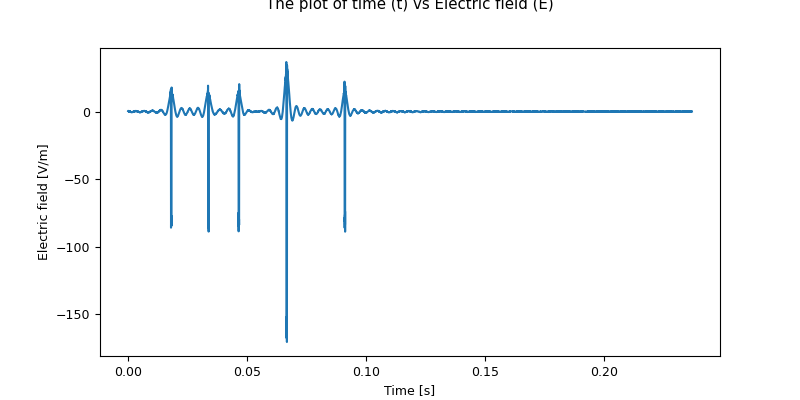 The plot of time (t) vs Electric field (E)
0
−50
−100
−150
Electric field [V/m]
0.00 0.05 0.10 0.15 0.20
Time [s]